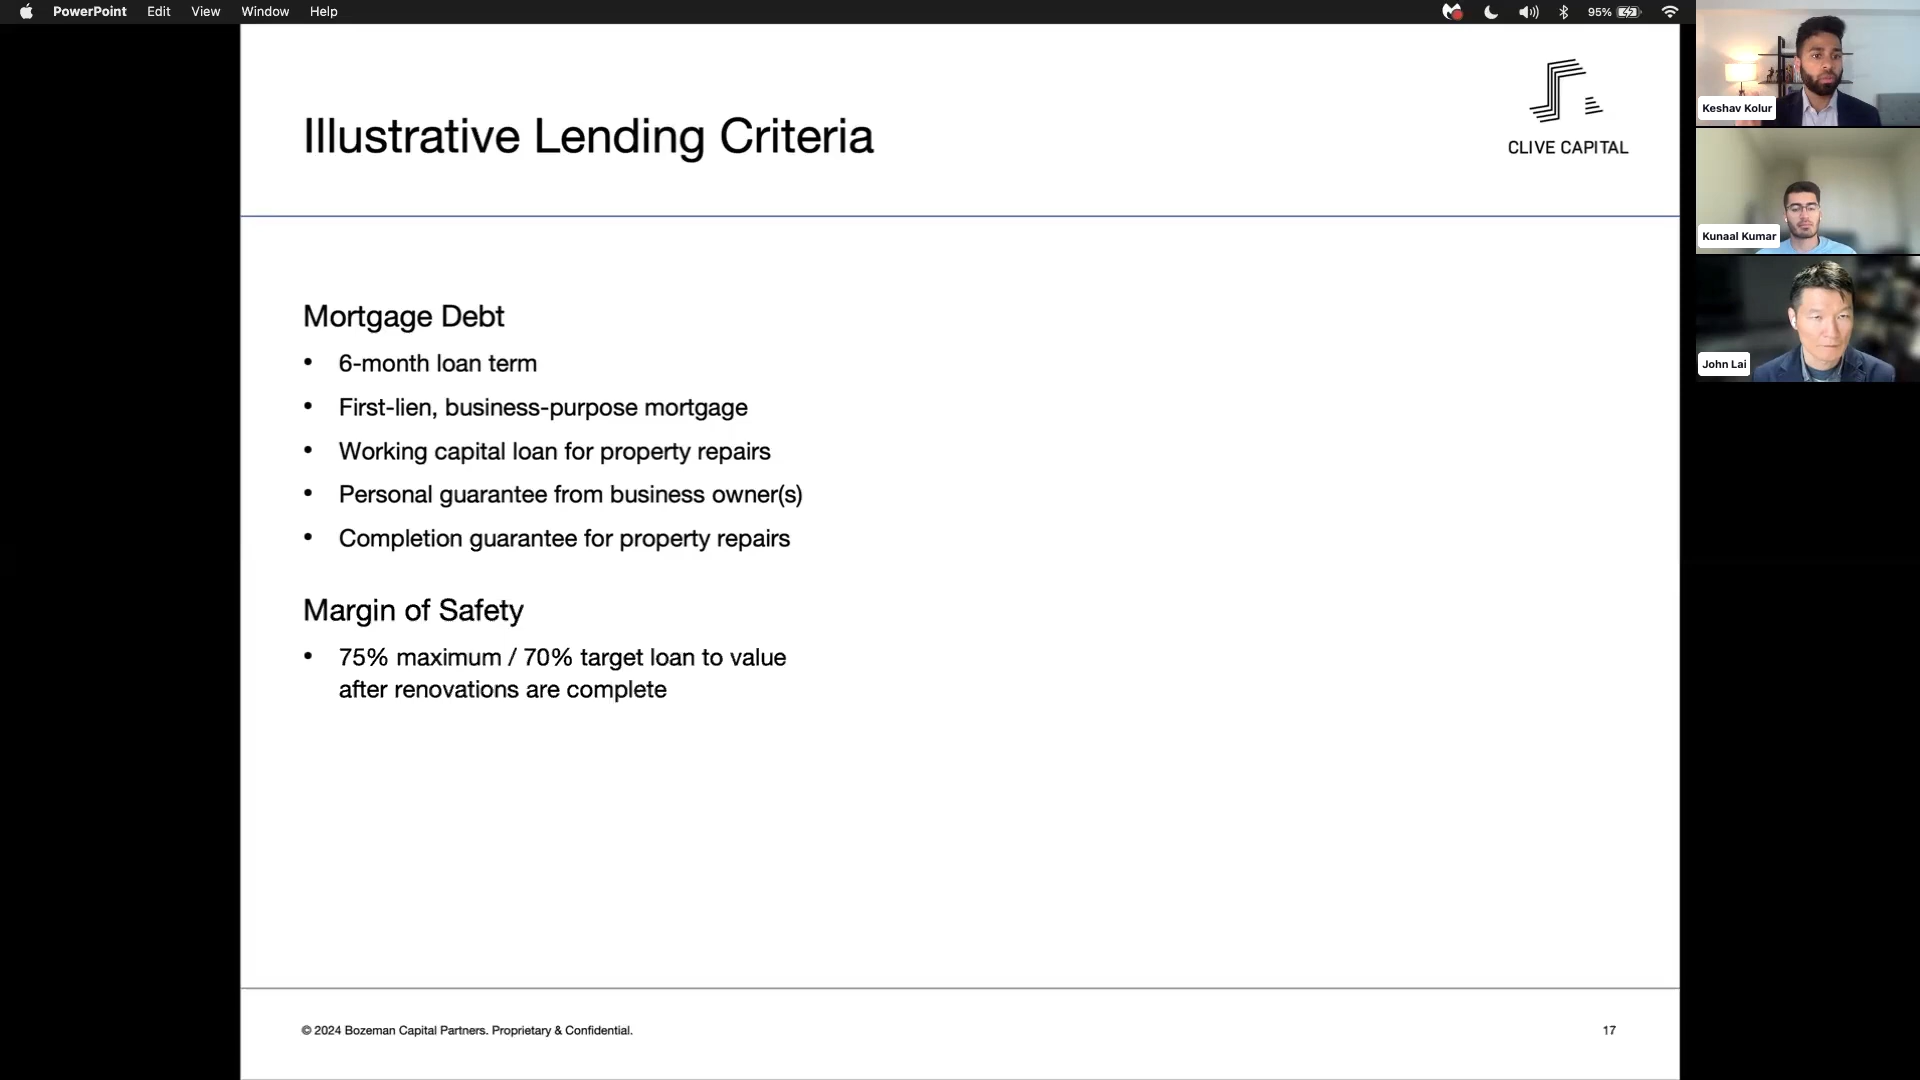 PowerPoint Edit View Window Help 95%
Illustrative Lending Criteria
CLIVE CAPITAL
Mortgage Debt
• 6-month loan term
• First-lien, business-purpose mortgage
• Working capital loan for property repairs
• Personal guarantee from business owner(s)
• Completion guarantee for property repairs
Margin of Safety
• 75% maximum / 70% target loan to value
after renovations are complete
© 2024 Bozeman Capital Partners. Proprietary & Confidential.
17
Keshav Kolur
Kunaal Kumar
John Lai